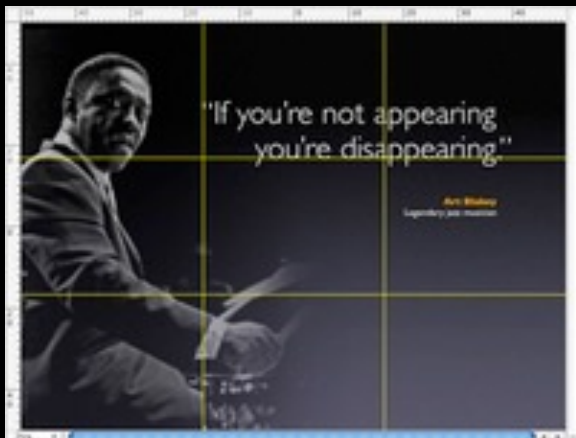 "If you're not appearing
you're disappearing."
Art Blakey
Legendary jazz musician